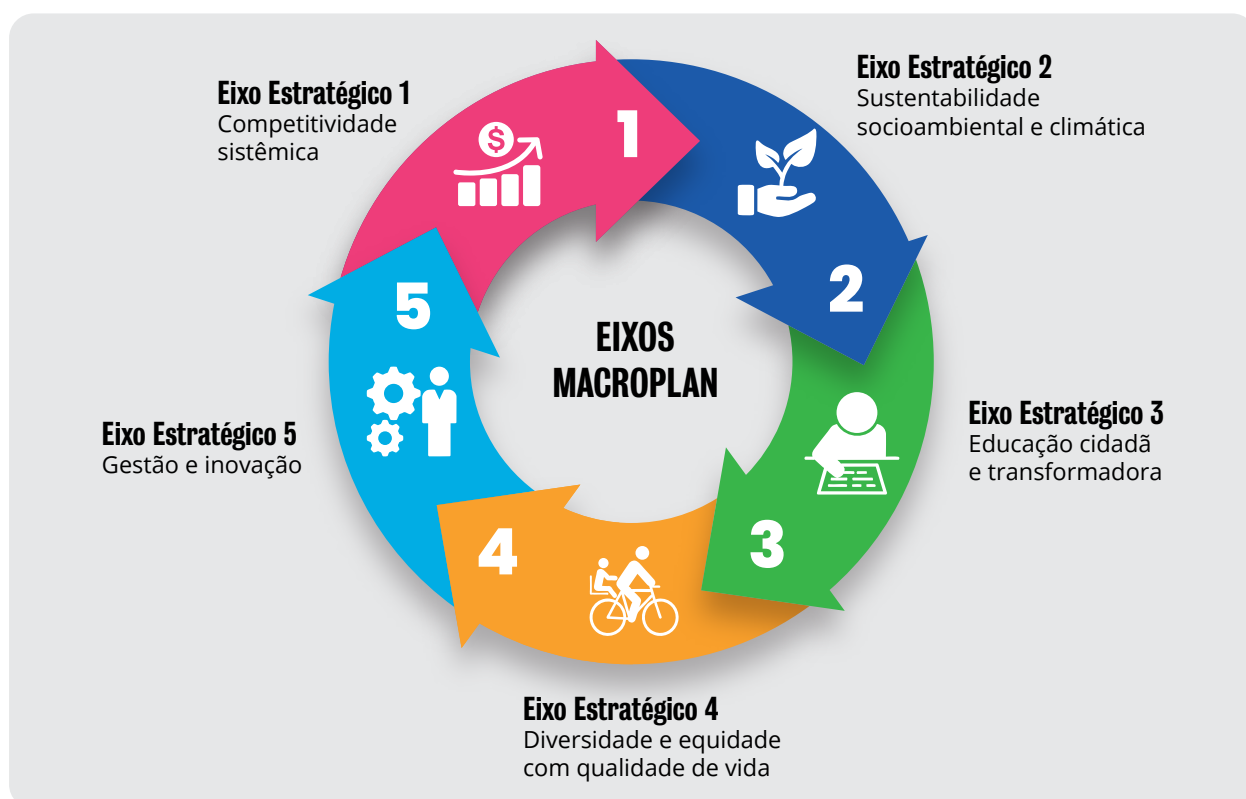 Eixo Estratégico 1
Competitividade
sistêmica
1
$
Eixo Estratégico 2
Sustentabilidade
socioambiental e climática
2
Eixo Estratégico 3
Educação cidadã
e transformadora
3
Eixo Estratégico 4
Diversidade e equidade
com qualidade de vida
4
Eixo Estratégico 5
Gestão e inovação
5
EIXOS
MACROPLAN